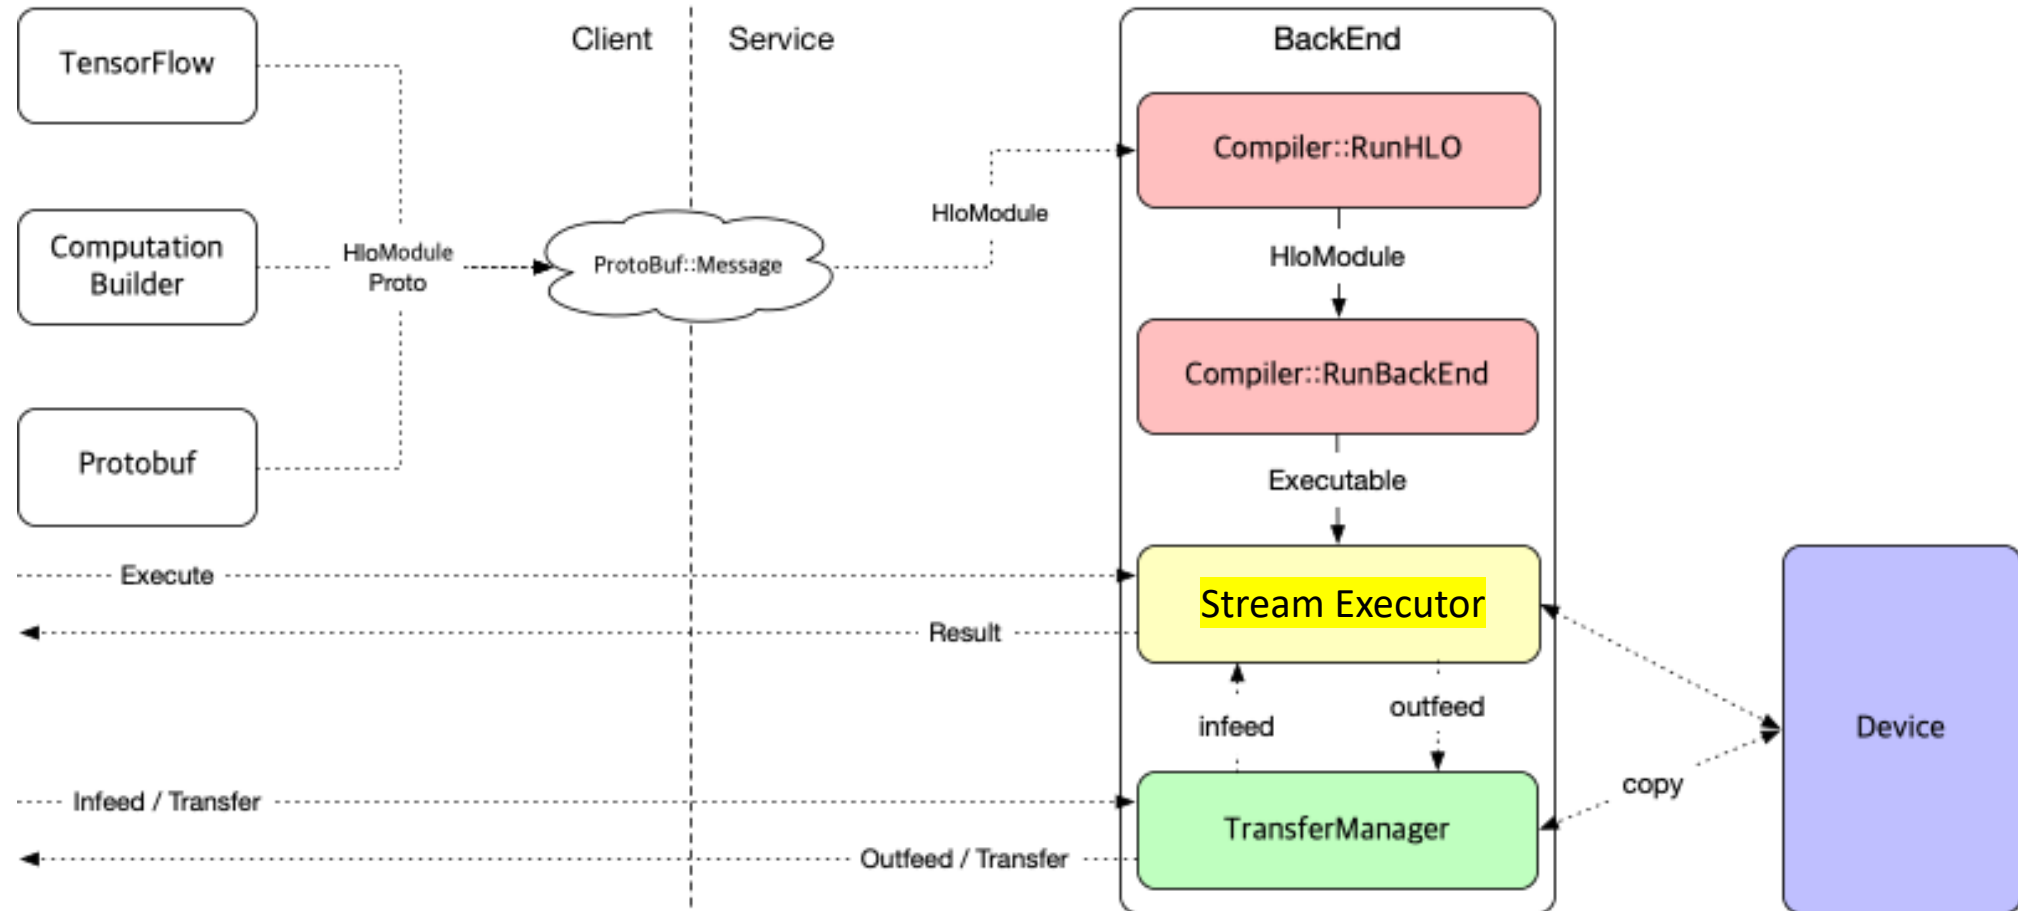 TensorFlow
Client
Service
BackEnd
Compiler::RunHLO
HloModule
HloModule
Computation
Builder
HloModule
Proto
ProtoBuf::Message
Compiler::RunBackEnd
Protobuf
Executable
Execute
Stream Executor
Result
infeed
outfeed
Device
copy
Infeed / Transfer
TransferManager
Outfeed / Transfer